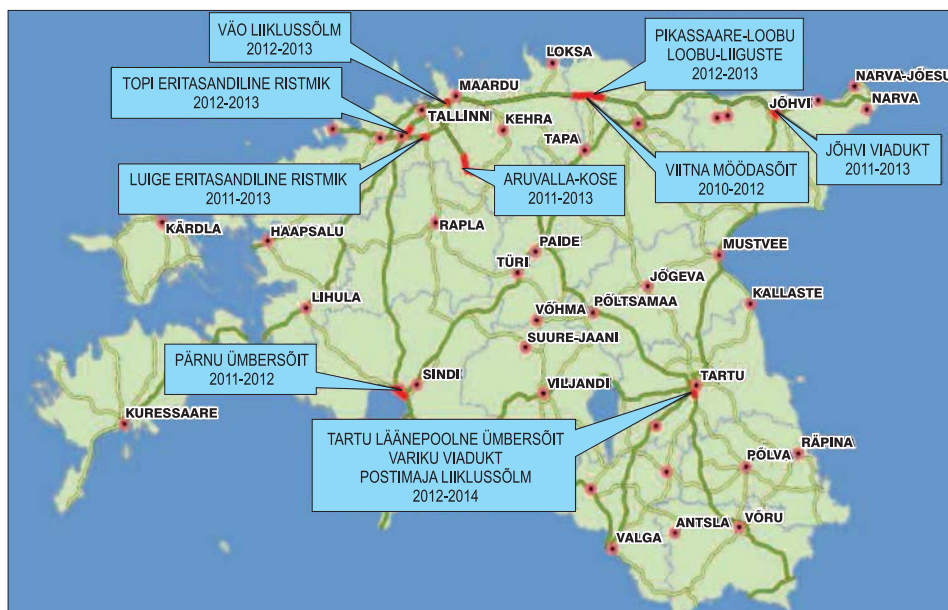 VÄO LIIKLUSSÕLM
2012-2013
PIKASSAARE-LOOBU
LOOBU-LIIGUSTE
2012-2013
TOPI ERITASANDILINE RISTMIK
2012-2013
LOKSA
MAARDU
NARVA-JÕESU
NARVA
JÕHVI
TALLINN
KEHRA
TAPA
JÕHVI VIADUKT
2011-2013
LUIGE ERITASANDILINE RISTMIK
2011-2013
ARUVALLA-KOSE
2011-2013
VIITNA MÖÖDASÕIT
2010-2012
KÄRDLA
HAAPSALU
RAPLA
PAIDE
MUSTVEE
TÜRI
JÕGEVA
LIHULA
VÕHMA
PÕLTSAMAA
KALLASTE
SUURE-JAANI
PÄRNU ÜMBERSÕIT
2011-2012
SINDI
VILJANDI
TARTU
KURESSAARE
TARTU LÄÄNEPOOLNE ÜMBERSÕIT
VARIKU VIADUKT
POSTIMAJA LIIKLUSSÕLM
2012-2014
RÄPINA
PÕLVA
ANTSLA
VÕRU
VALGA